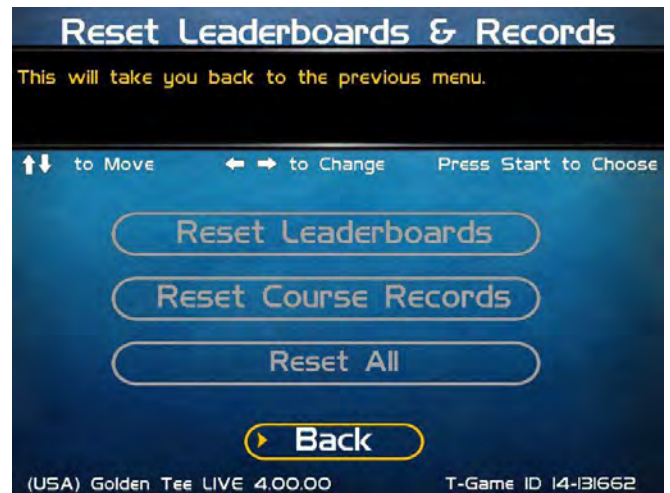 Reset Leaderboards & Records
This will take you back to the previous menu.
to Move to Change Press Start to Choose
Reset Leaderboards
Reset Course Records
Reset All
Back
(USA) Golden Tee LIVE 4.00.00 T-Game ID 14-131662